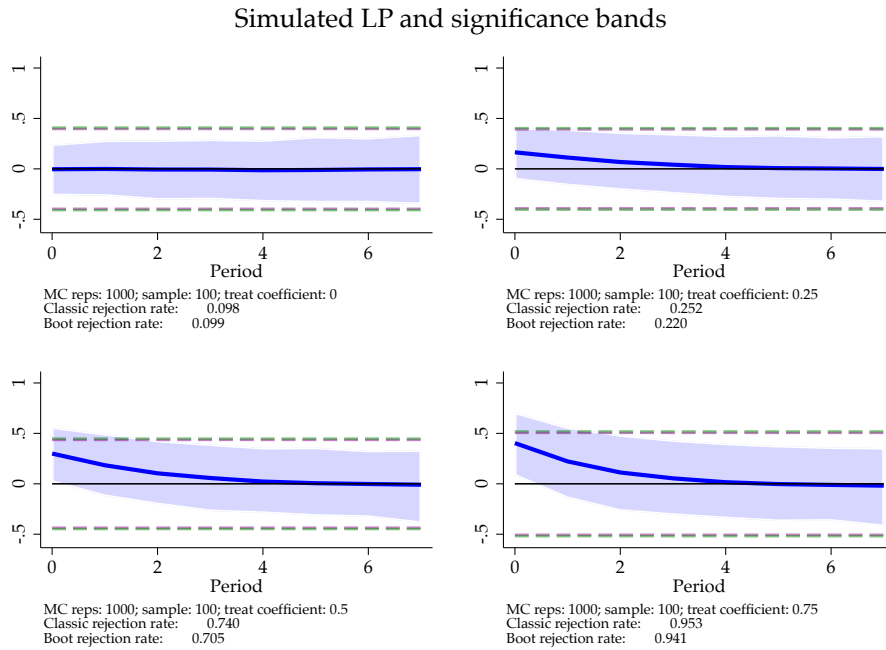 Simulated LP and significance bands
1
.5
0
-.5
0 2 4 6
Period
MC reps: 1000; sample: 100; treat coefficient: 0
Classic rejection rate: 0.098
Boot rejection rate: 0.099
1
.5
0
-.5
0 2 4 6
Period
MC reps: 1000; sample: 100; treat coefficient: 0.25
Classic rejection rate: 0.252
Boot rejection rate: 0.220
1
.5
0
-.5
0 2 4 6
Period
MC reps: 1000; sample: 100; treat coefficient: 0.5
Classic rejection rate: 0.740
Boot rejection rate: 0.705
1
.5
0
-.5
0 2 4 6
Period
MC reps: 1000; sample: 100; treat coefficient: 0.75
Classic rejection rate: 0.953
Boot rejection rate: 0.941